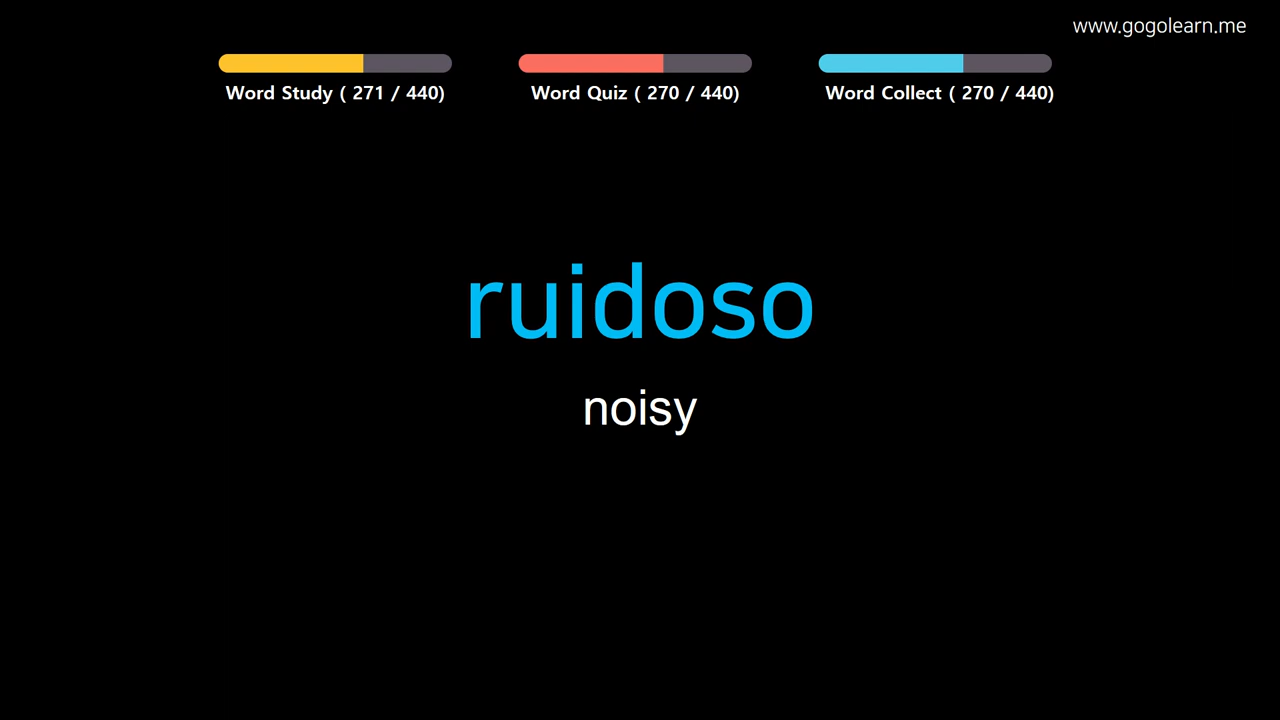 www.gogolearn.me
Word Study ( 271 / 440)
Word Quiz ( 270 / 440)
Word Collect ( 270 / 440)
ruidoso
noisy